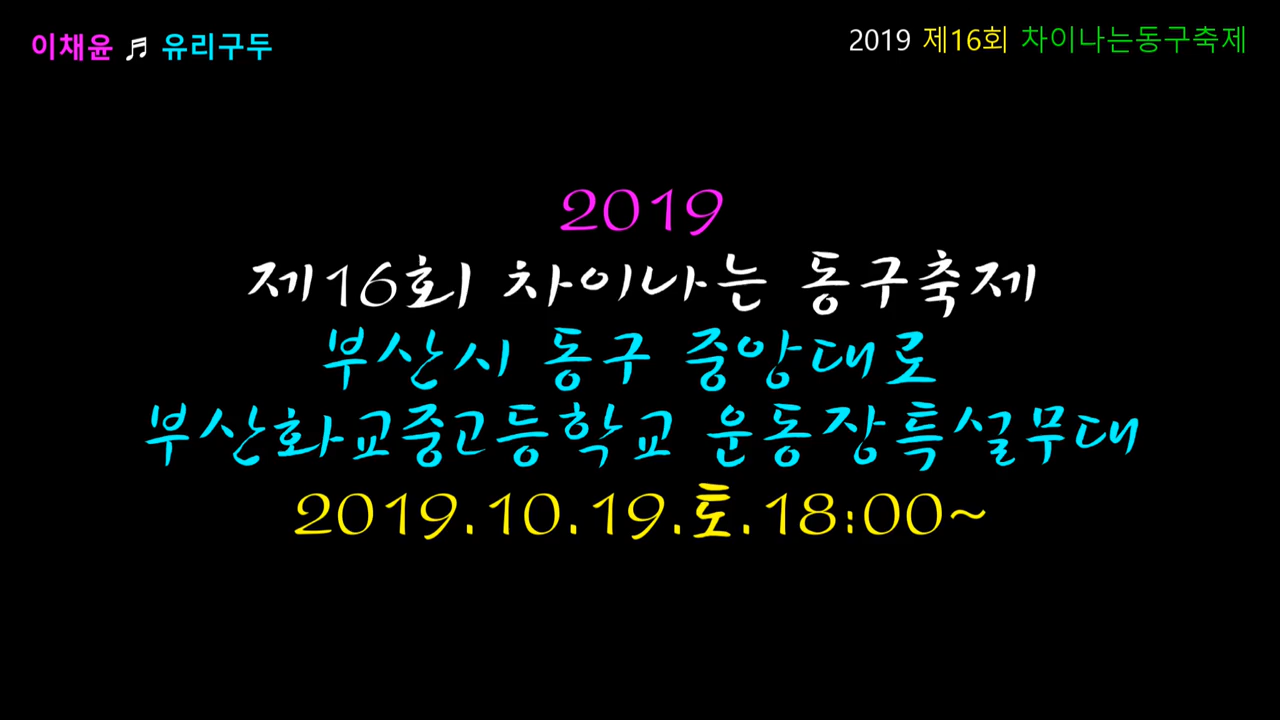 이채윤 ♬ 유리구두
2019 제16회 차이나는동구축제
2019
제16회 차이나는 동구축제
부산시 동구 중앙대로
부산화교중고등학교 운동장특설무대
2019.10.19.토.18:00~